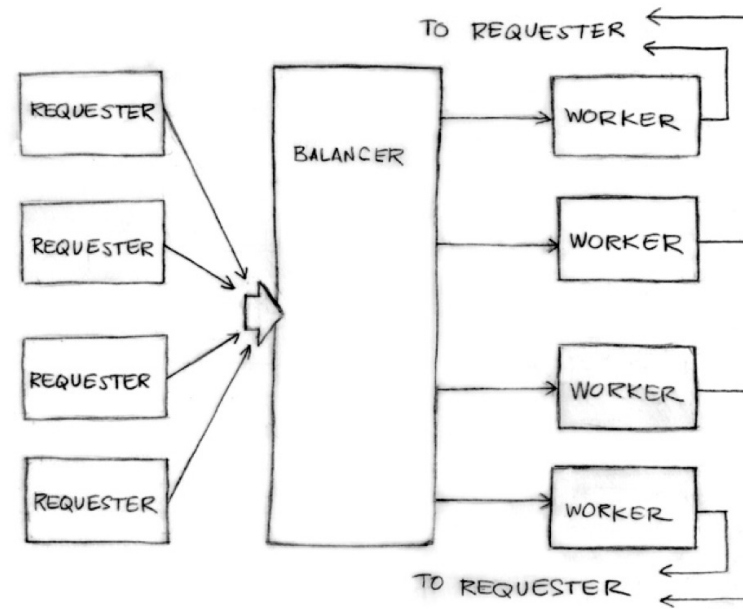 TO REQUESTER
REQUESTER
BALANCER
WORKER
REQUESTER
WORKER
REQUESTER
WORKER
REQUESTER
WORKER
TO REQUESTER